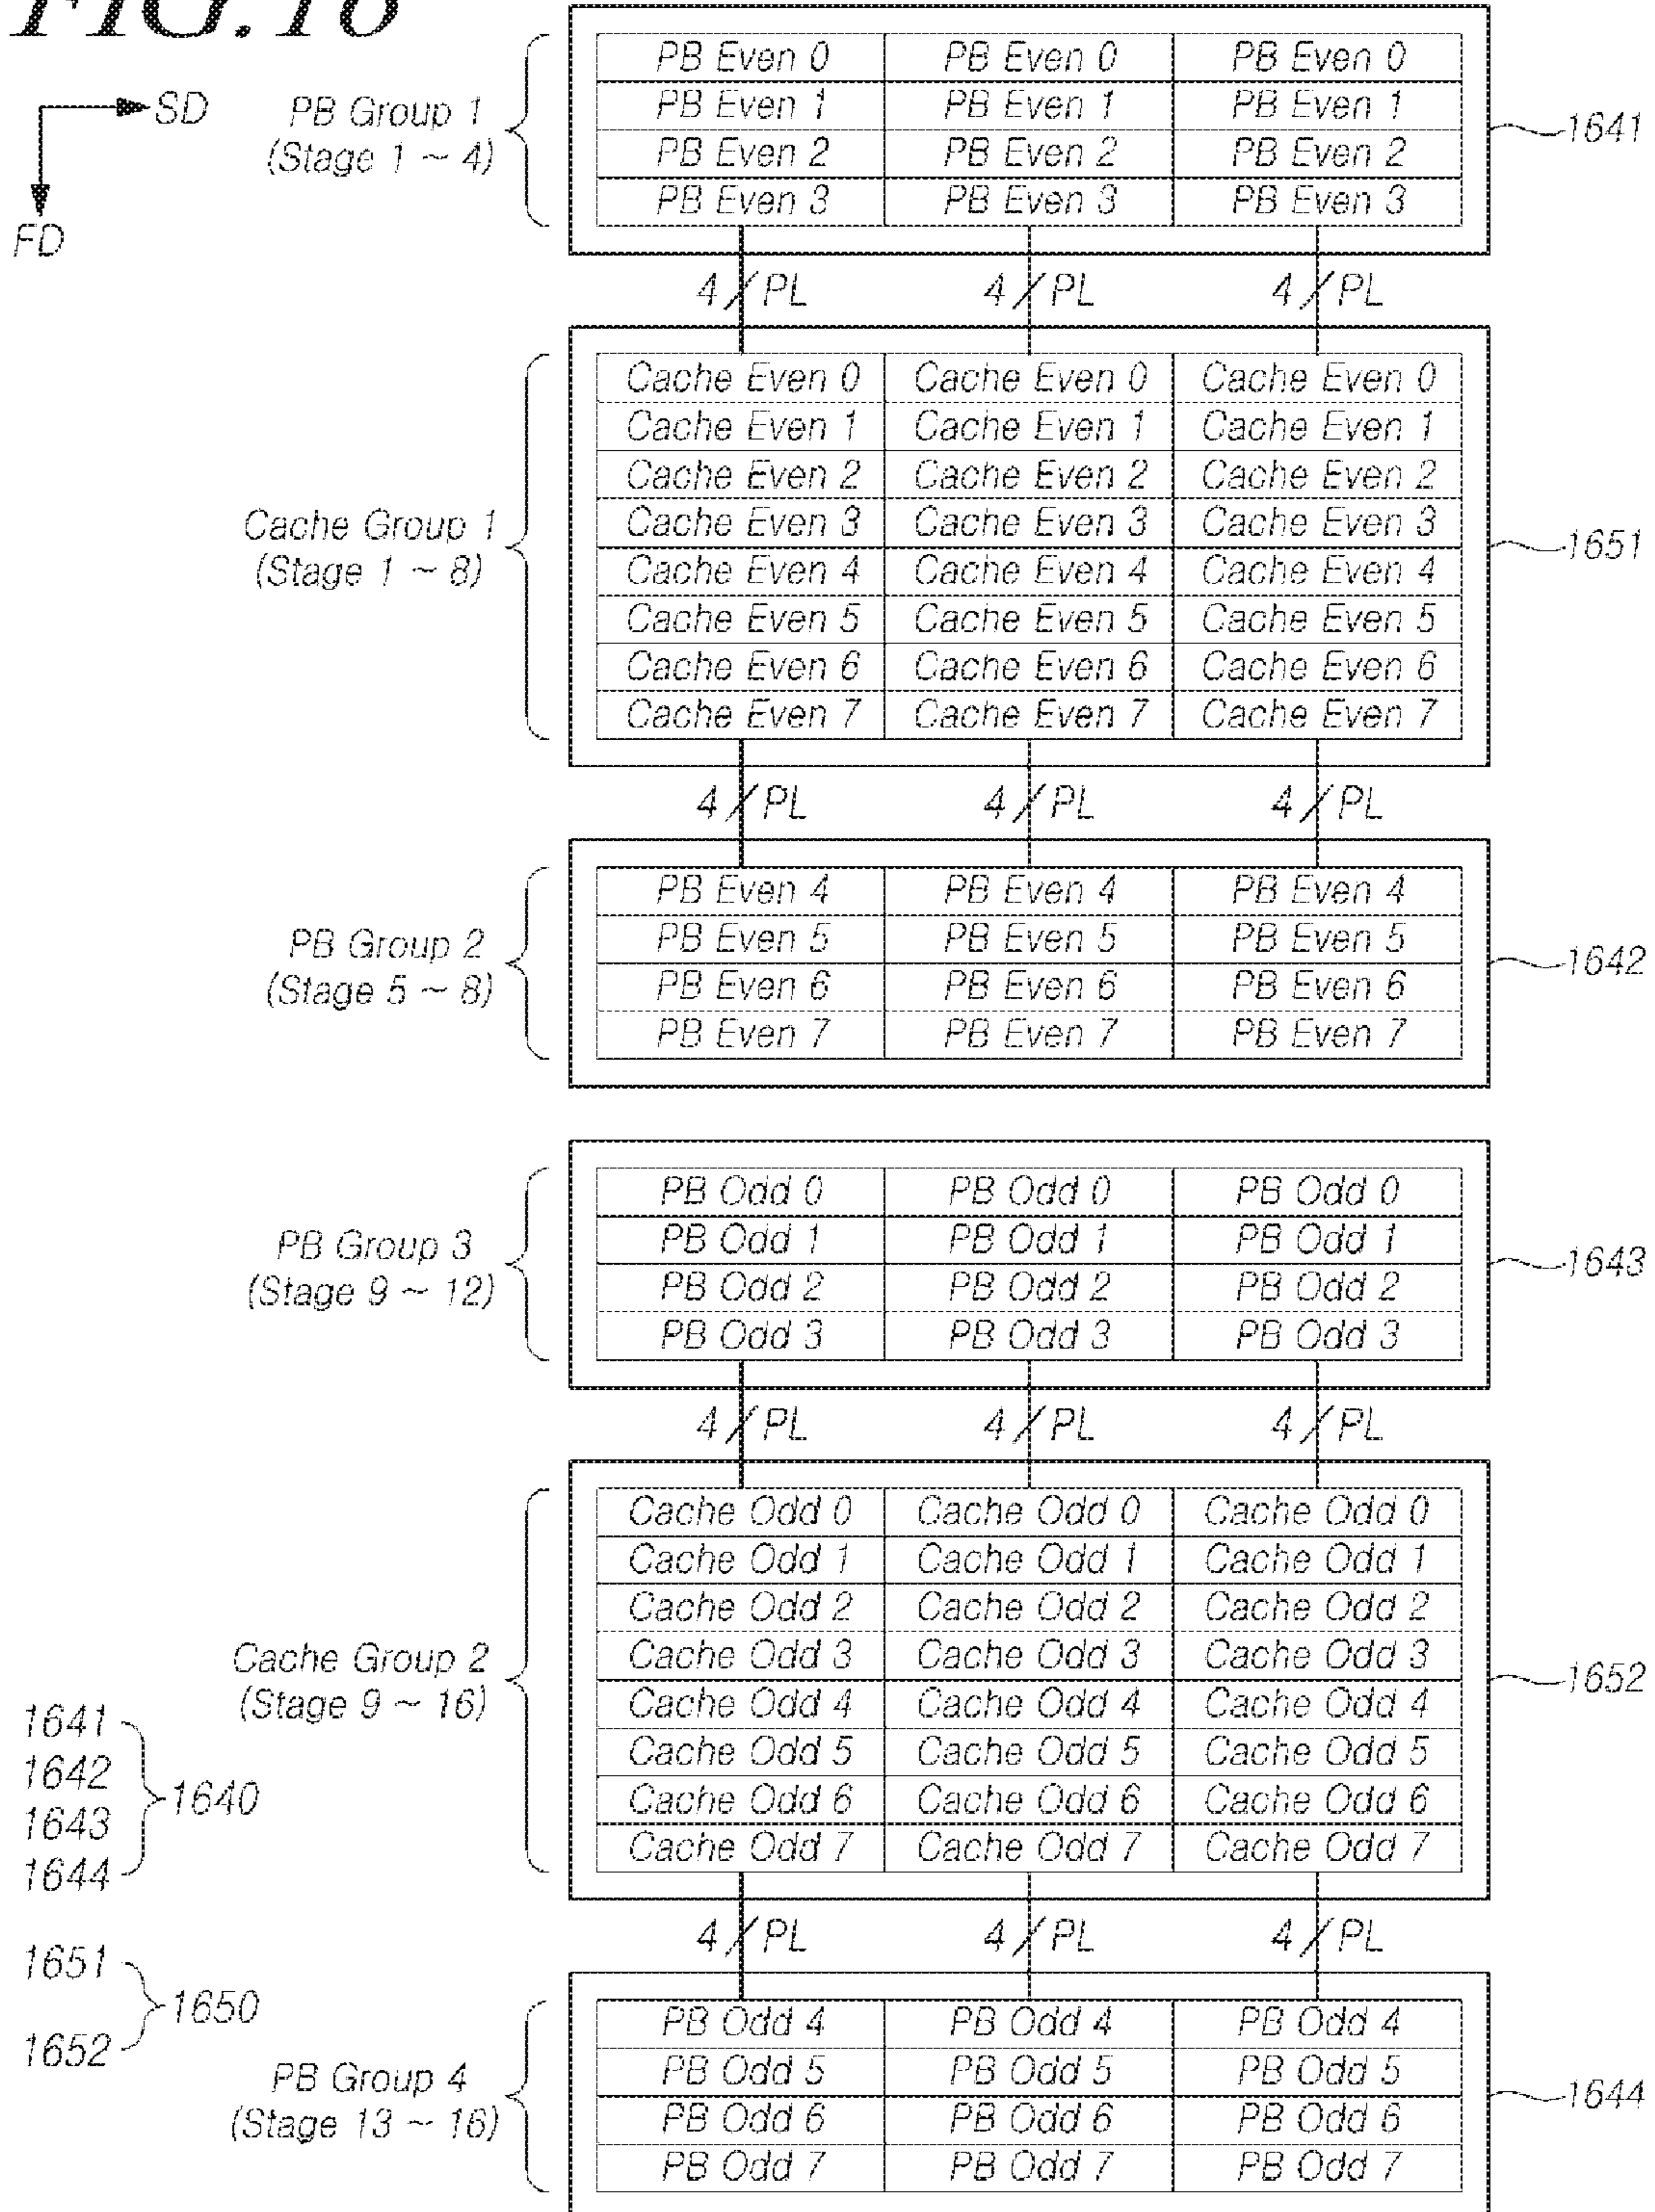 FIG. 16
SD
FD
PB Group 1
(Stage 1 ~ 4)
PB Even 0 PB Even 0 PB Even 0
PB Even 1 PB Even 1 PB Even 1
PB Even 2 PB Even 2 PB Even 2
PB Even 3 PB Even 3 PB Even 3
1641
4/PL 4/PL 4/PL
Cache Group 1
(Stage 1 ~ 8)
Cache Even 0 Cache Even 0 Cache Even 0
Cache Even 1 Cache Even 1 Cache Even 1
Cache Even 2 Cache Even 2 Cache Even 2
Cache Even 3 Cache Even 3 Cache Even 3
Cache Even 4 Cache Even 4 Cache Even 4
Cache Even 5 Cache Even 5 Cache Even 5
Cache Even 6 Cache Even 6 Cache Even 6
Cache Even 7 Cache Even 7 Cache Even 7
1651
4/PL 4/PL 4/PL
PB Group 2
(Stage 5 ~ 8)
PB Even 4 PB Even 4 PB Even 4
PB Even 5 PB Even 5 PB Even 5
PB Even 6 PB Even 6 PB Even 6
PB Even 7 PB Even 7 PB Even 7
1642
PB Group 3
(Stage 9 ~ 12)
PB Odd 0 PB Odd 0 PB Odd 0
PB Odd 1 PB Odd 1 PB Odd 1
PB Odd 2 PB Odd 2 PB Odd 2
PB Odd 3 PB Odd 3 PB Odd 3
1643
4/PL 4/PL 4/PL
Cache Group 2
(Stage 9 ~ 16)
Cache Odd 0 Cache Odd 0 Cache Odd 0
Cache Odd 1 Cache Odd 1 Cache Odd 1
Cache Odd 2 Cache Odd 2 Cache Odd 2
Cache Odd 3 Cache Odd 3 Cache Odd 3
Cache Odd 4 Cache Odd 4 Cache Odd 4
Cache Odd 5 Cache Odd 5 Cache Odd 5
Cache Odd 6 Cache Odd 6 Cache Odd 6
Cache Odd 7 Cache Odd 7 Cache Odd 7
1652
4/PL 4/PL 4/PL
PB Group 4
(Stage 13 ~ 16)
PB Odd 4 PB Odd 4 PB Odd 4
PB Odd 5 PB Odd 5 PB Odd 5
PB Odd 6 PB Odd 6 PB Odd 6
PB Odd 7 PB Odd 7 PB Odd 7
1644
1641
1642
1643
1644
1640
1651
1652
1650